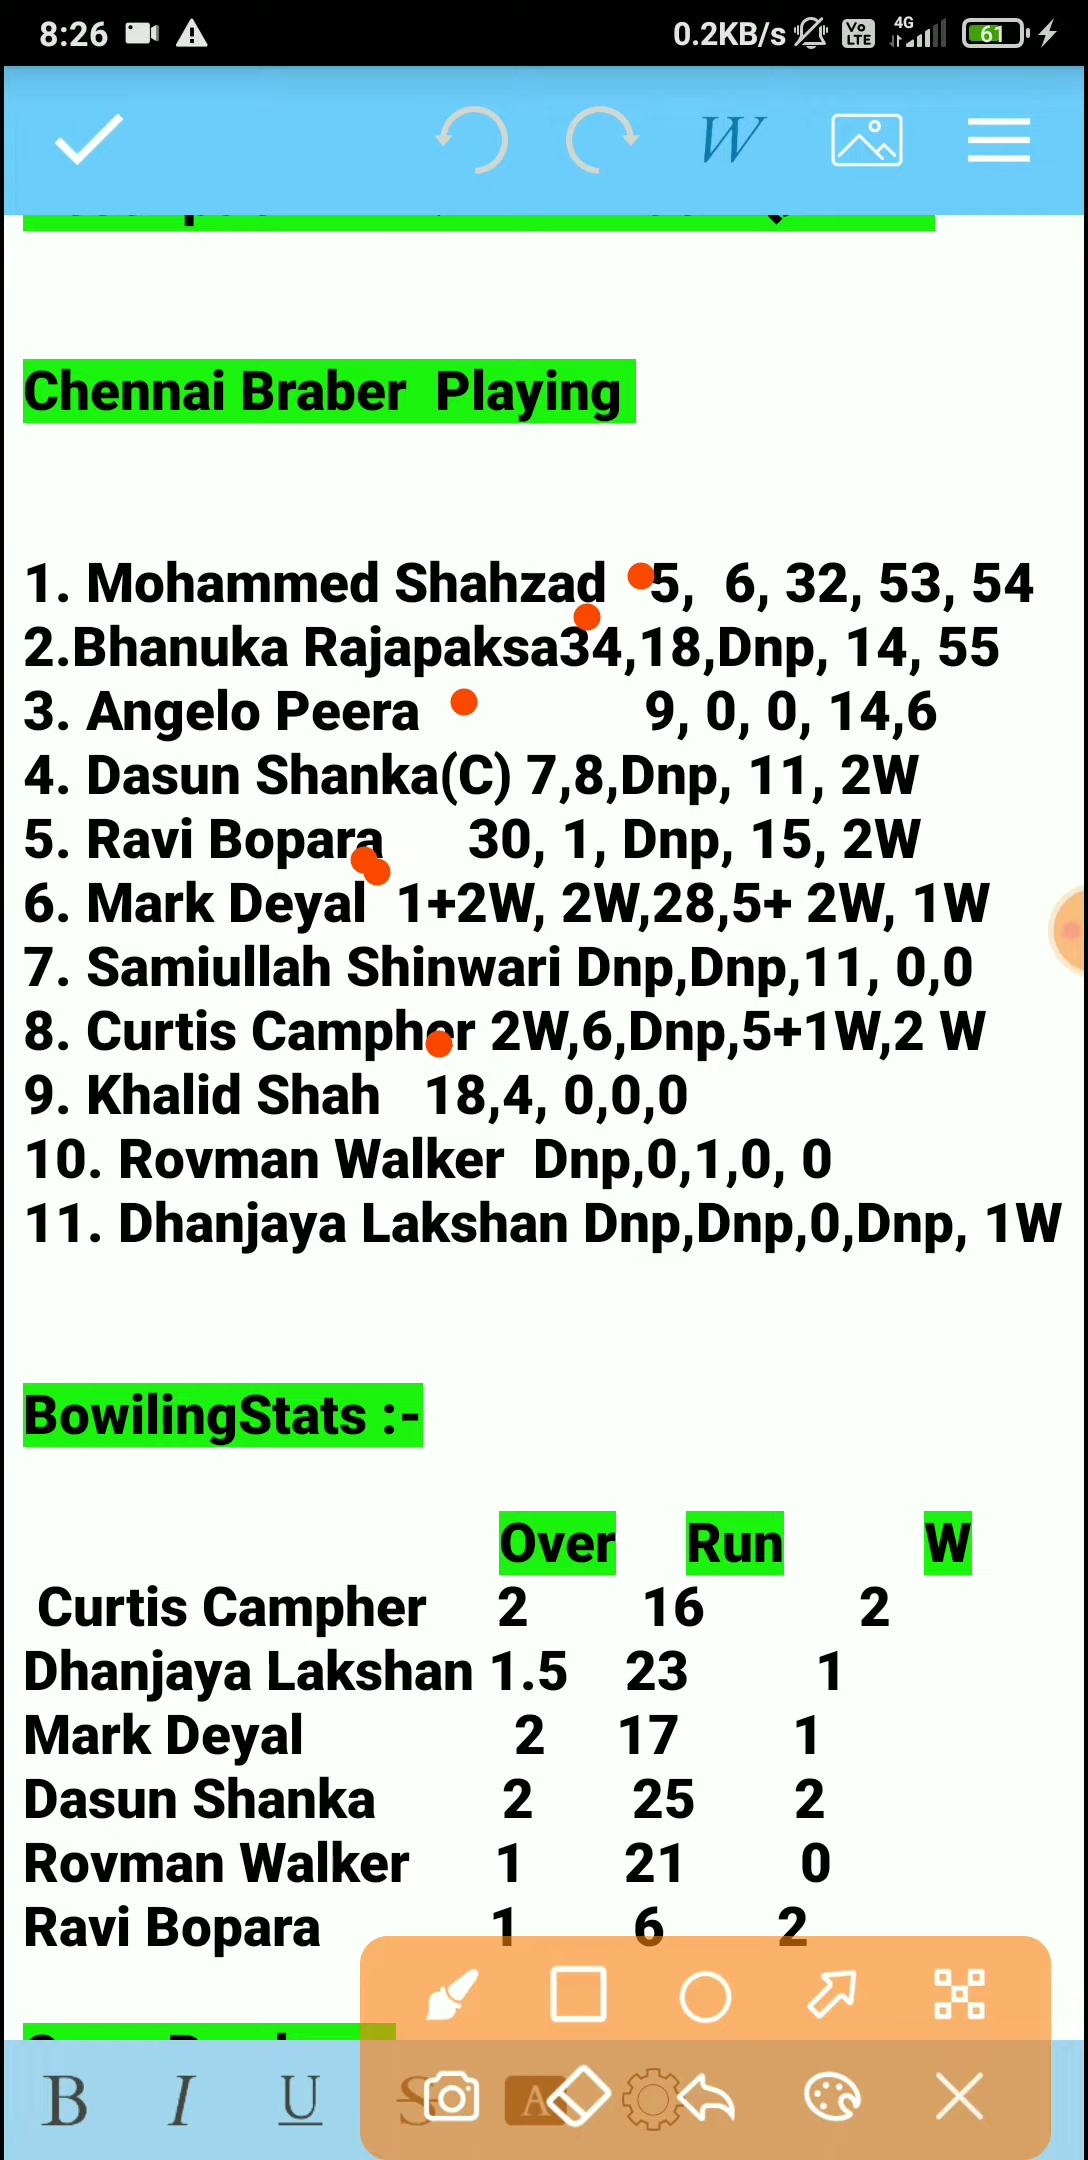 8:26 0.2KB/s Vo LTE 4G 61
W
Chennai Braber Playing
1. Mohammed Shahzad 5, 6, 32, 53, 54
2.Bhanuka Rajapaksa34,18,Dnp, 14, 55
3. Angelo Peera 9, 0, 0, 14,6
4. Dasun Shanka(C) 7,8,Dnp, 11, 2W
5. Ravi Bopara 30, 1, Dnp, 15, 2W
6. Mark Deyal 1+2W, 2W,28,5+ 2W, 1W
7. Samiullah Shinwari Dnp,Dnp,11, 0,0
8. Curtis Campher 2W,6,Dnp,5+1W,2 W
9. Khalid Shah 18,4, 0,0,0
10. Rovman Walker Dnp,0,1,0, 0
11. Dhanjaya Lakshan Dnp,Dnp,0,Dnp, 1W
BowilingStats :-
Over Run W
Curtis Campher 2 16 2
Dhanjaya Lakshan 1.5 23 1
Mark Deyal 2 17 1
Dasun Shanka 2 25 2
Rovman Walker 1 21 0
Ravi Bopara 1 6 2
B I U S A